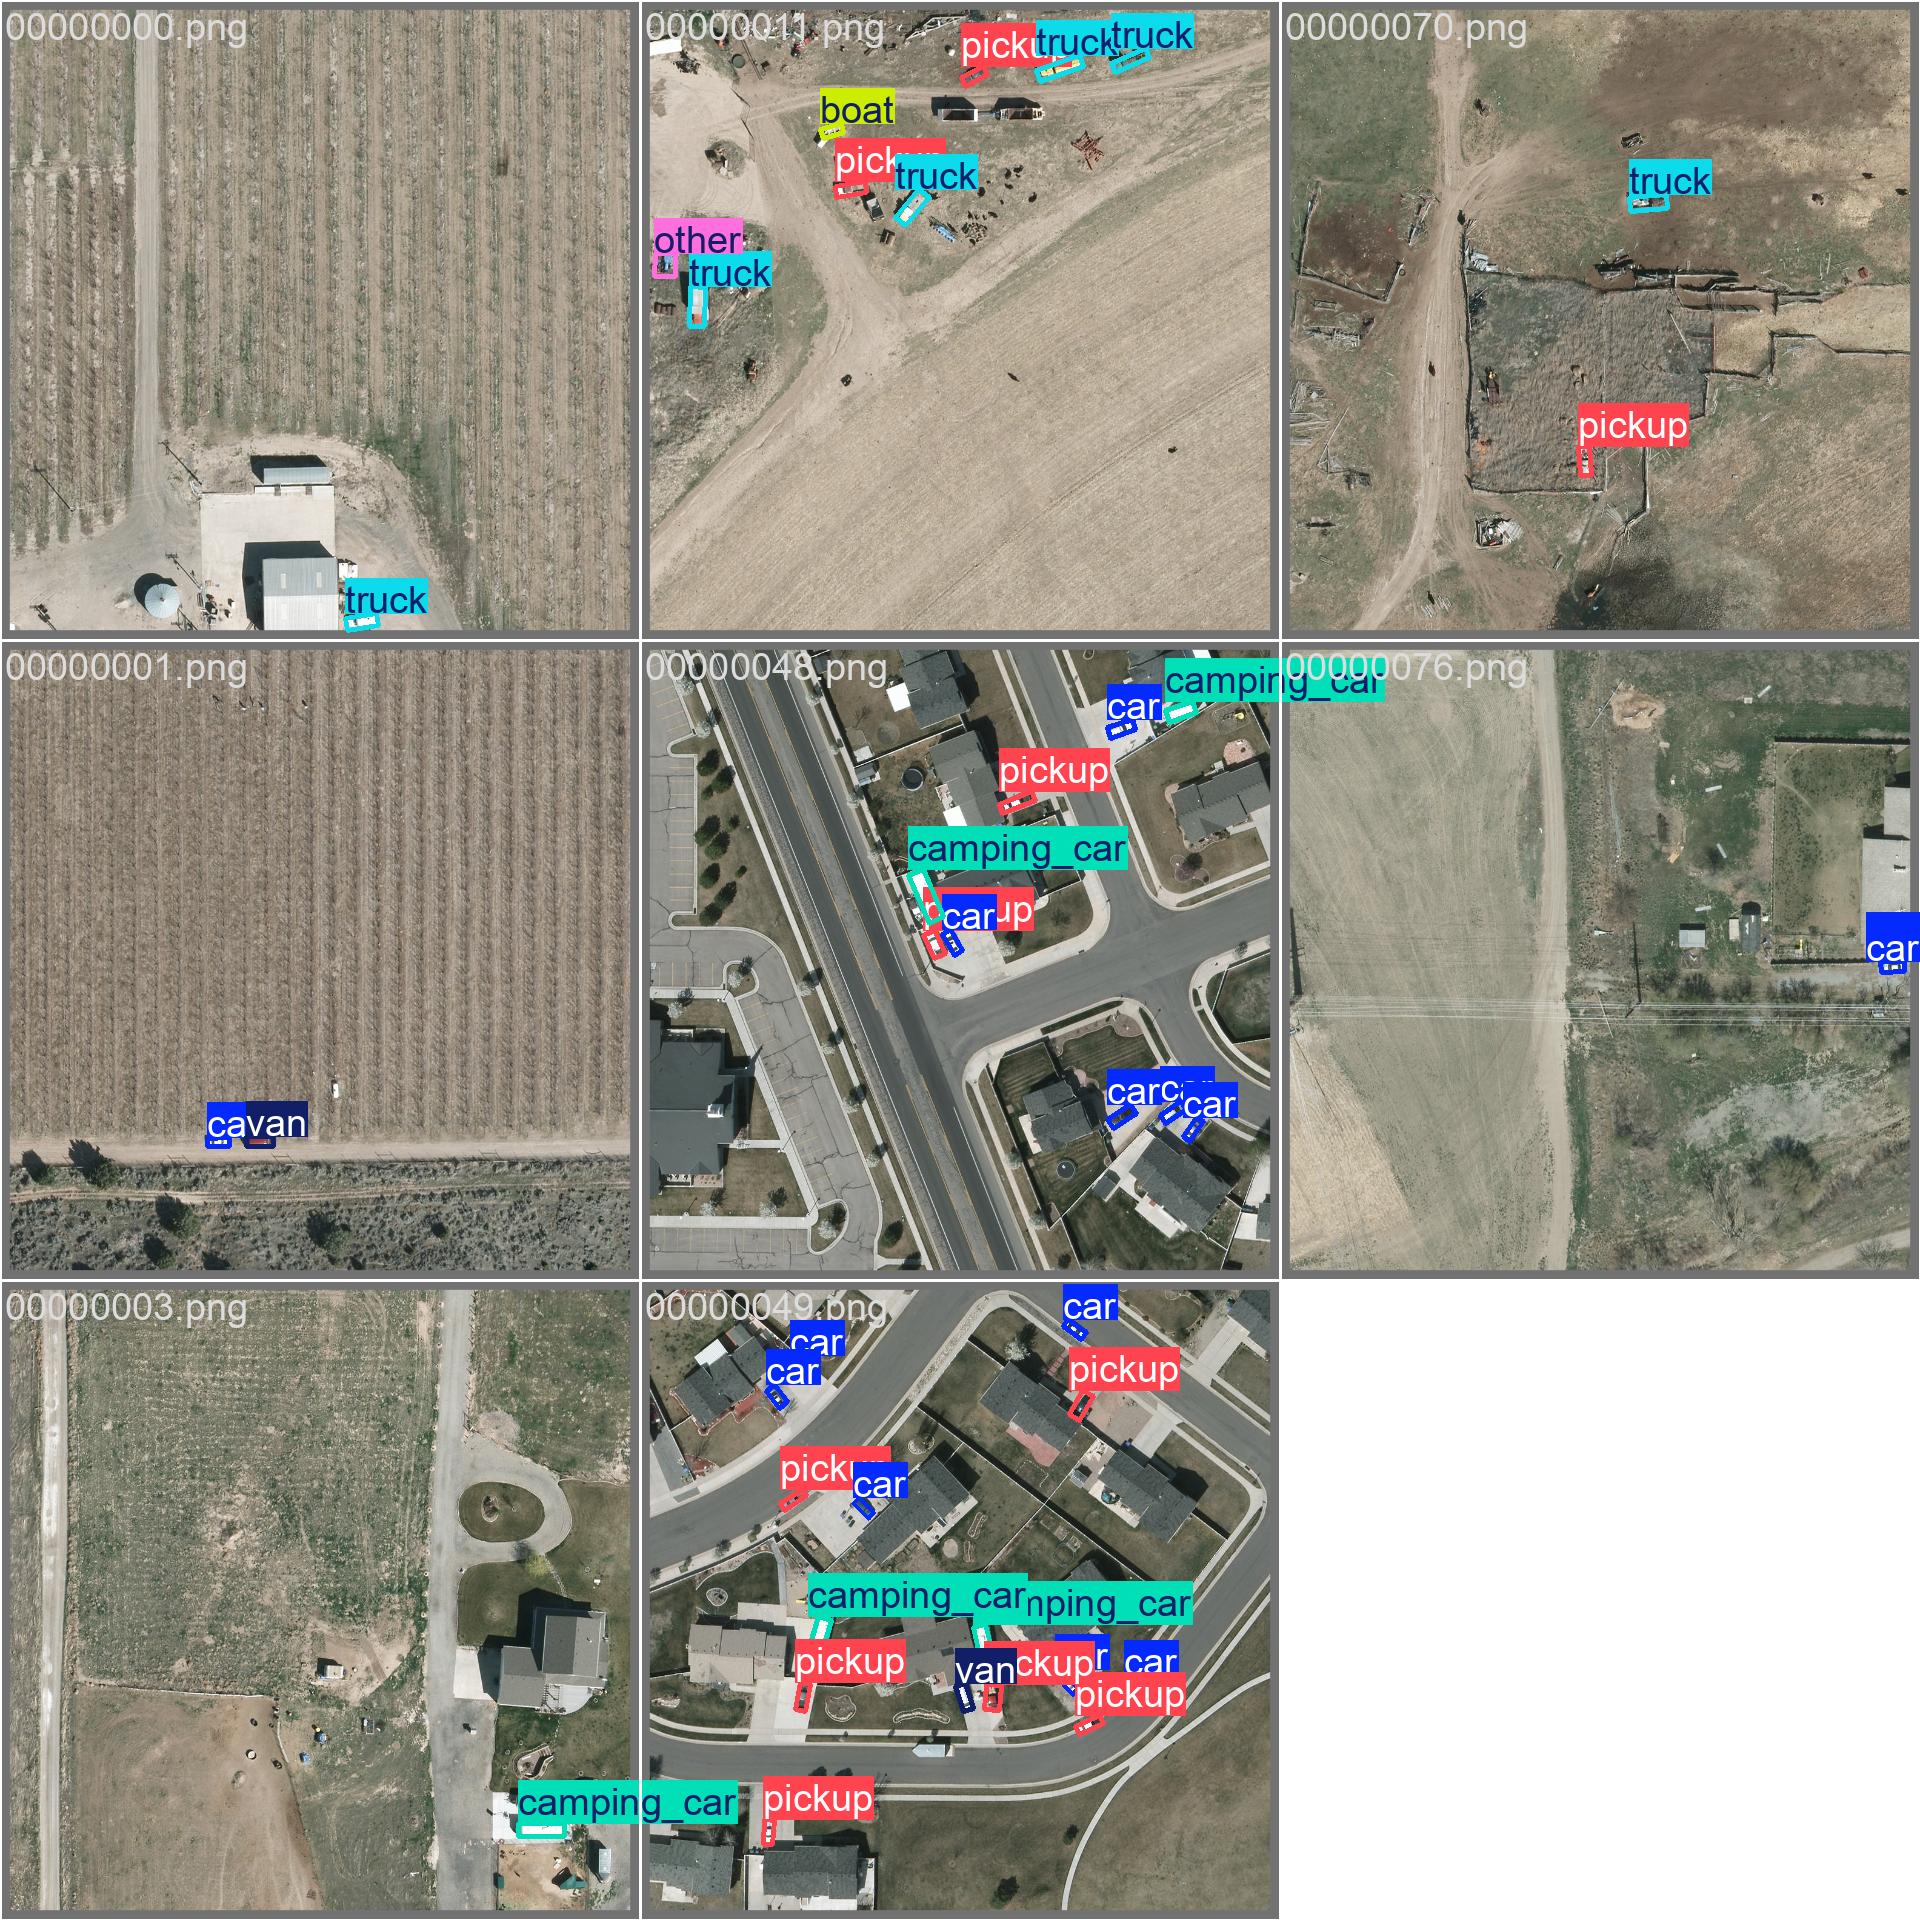 00000000.png
truck
00000011.png
pickup
truck
truck
boat
pickup
truck
other
truck
00000070.png
truck
pickup
00000001.png
van
00000048.png
camping_car
car
pickup
camping_car
car
car
car
00000076.png
car
00000003.png
camping_car
00000049.png
car
car
car
pickup
pickup
car
camping_car
pickup
van
car
pickup
pickup